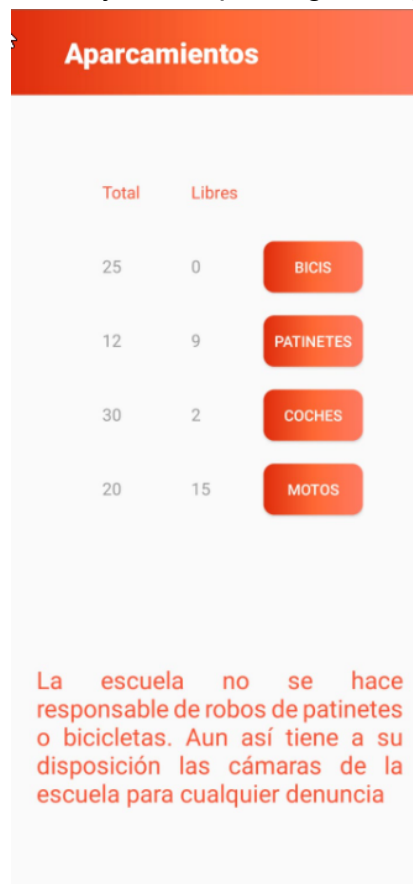 Aparcamientos
Total Libres
25 0 BICIS
12 9 PATINETES
30 2 COCHES
20 15 MOTOS
La escuela no se hace
responsable de robos de patinetes
o bicicletas. Aun así tiene a su
disposición las cámaras de la
escuela para cualquier denuncia